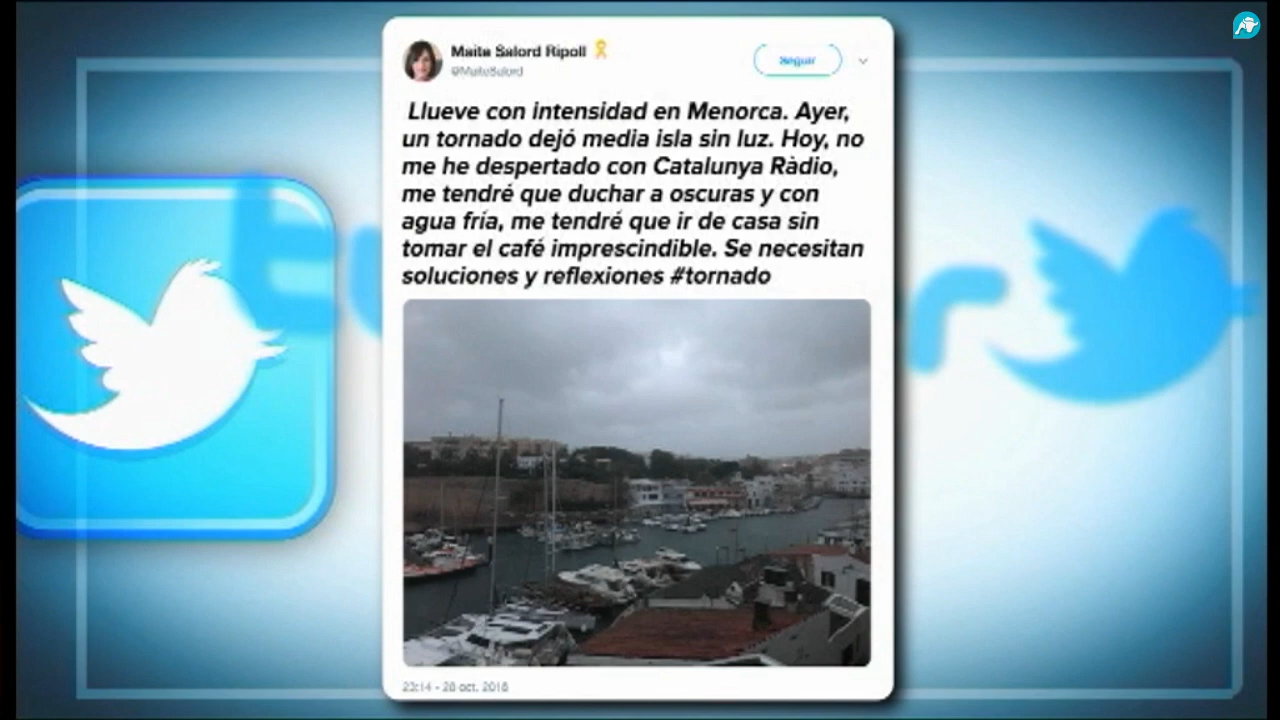 Maite Salord Ripoll
@MaiteSalord
Seguir
Llueve con intensidad en Menorca. Ayer,
un tornado dejó media isla sin luz. Hoy, no
me he despertado con Catalunya Ràdio,
me tendré que duchar a oscuras y con
agua fría, me tendré que ir de casa sin
tomar el café imprescindible. Se necesitan
soluciones y reflexiones #tornado
23:14 - 28 oct. 2018